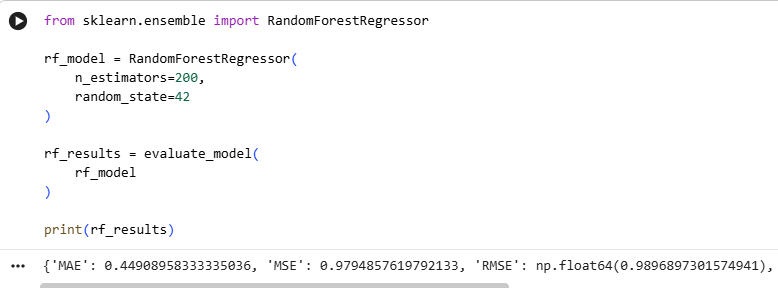 from sklearn.ensemble import RandomForestRegressor

rf_model = RandomForestRegressor(
    n_estimators=200,
    random_state=42
)

rf_results = evaluate_model(
    rf_model
)

print(rf_results)
{'MAE': 0.44908958333335036, 'MSE': 0.9794857619792133, 'RMSE': np.float64(0.9896897301574941),